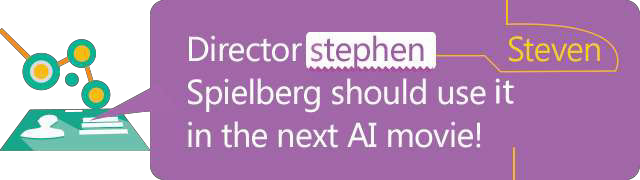 Director stephen Steven
Spielberg should use it
in the next AI movie!